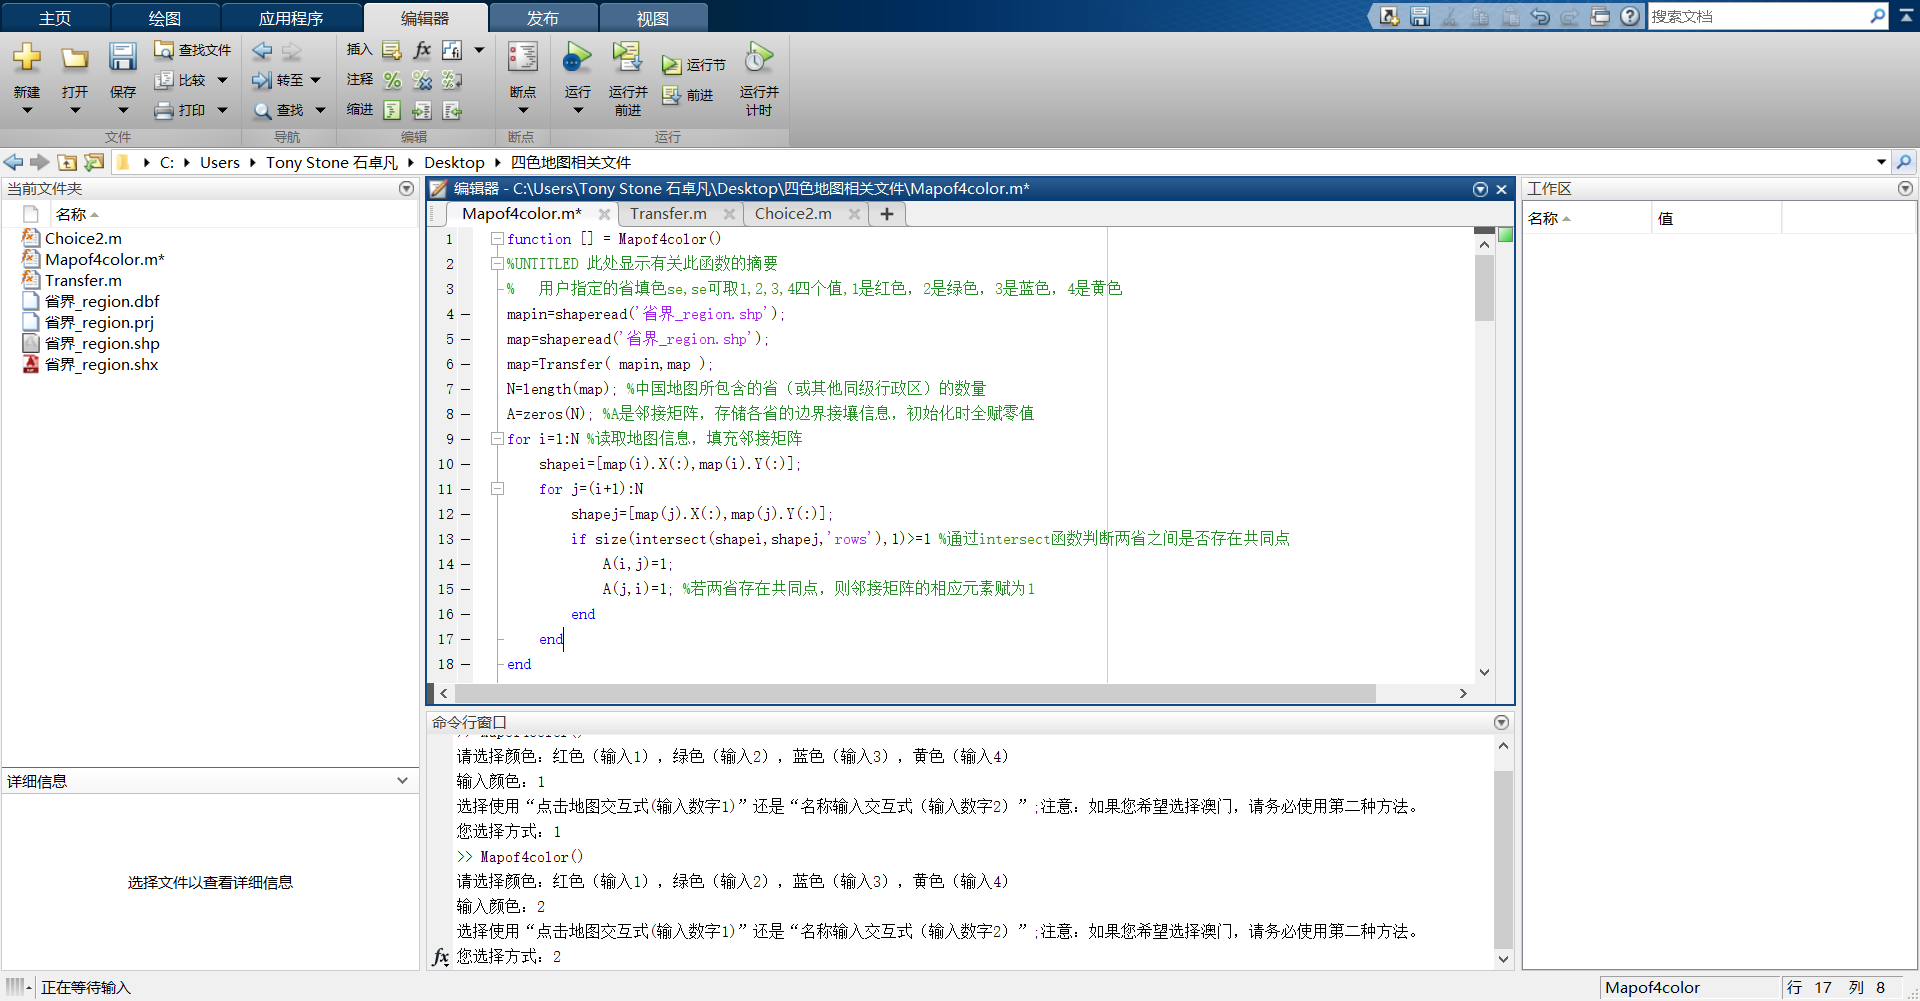 主页 绘图 应用程序 编辑器 发布 视图 搜索文档
新建 打开 保存 查找文件 比较 打印 转至 查找 插入 注释 缩进 断点 运行 运行并前进 运行节 前进 运行并计时
文件 导航 编辑 断点 运行
C: Users Tony Stone 石卓凡 Desktop 四色地图相关文件
当前文件夹
名称
Choice2.m
Mapof4color.m*
Transfer.m
省界_region.dbf
省界_region.prj
省界_region.shp
省界_region.shx
详细信息
选择文件以查看详细信息
编辑器 - C:\Users\Tony Stone 石卓凡\Desktop\四色地图相关文件\Mapof4color.m*
Mapof4color.m* Transfer.m Choice2.m +
1 function [] = Mapof4color()
2 %UNTITLED 此处显示有关此函数的摘要
3 % 用户指定的省填色se,se可取1,2,3,4四个值,1是红色，2是绿色，3是蓝色，4是黄色
4 mapin=shaperead('省界_region.shp');
5 map=shaperead('省界_region.shp');
6 map=Transfer( mapin,map );
7 N=length(map); %中国地图所包含的省（或其他同级行政区）的数量
8 A=zeros(N); %A是邻接矩阵，存储各省的边界接壤信息，初始化时全赋零值
9 for i=1:N %读取地图信息，填充邻接矩阵
10 shapei=[map(i).X(:),map(i).Y(:)];
11 for j=(i+1):N
12 shapej=[map(j).X(:),map(j).Y(:)];
13 if size(intersect(shapei,shapej,'rows'),1)>=1 %通过intersect函数判断两省之间是否存在共同点
14 A(i,j)=1;
15 A(j,i)=1; %若两省存在共同点，则邻接矩阵的相应元素赋为1
16 end
17 end
18 end
命令行窗口
>> Mapof4color()
请选择颜色：红色（输入1），绿色（输入2），蓝色（输入3），黄色（输入4）
输入颜色：1
选择使用“点击地图交互式(输入数字1)”还是“名称输入交互式（输入数字2）”;注意：如果您希望选择澳门，请务必使用第二种方法。
您选择方式：1
>> Mapof4color()
请选择颜色：红色（输入1），绿色（输入2），蓝色（输入3），黄色（输入4）
输入颜色：2
选择使用“点击地图交互式(输入数字1)”还是“名称输入交互式（输入数字2）”;注意：如果您希望选择澳门，请务必使用第二种方法。
fx 您选择方式：2
工作区
名称 值
正在等待输入
Mapof4color 行 17 列 8